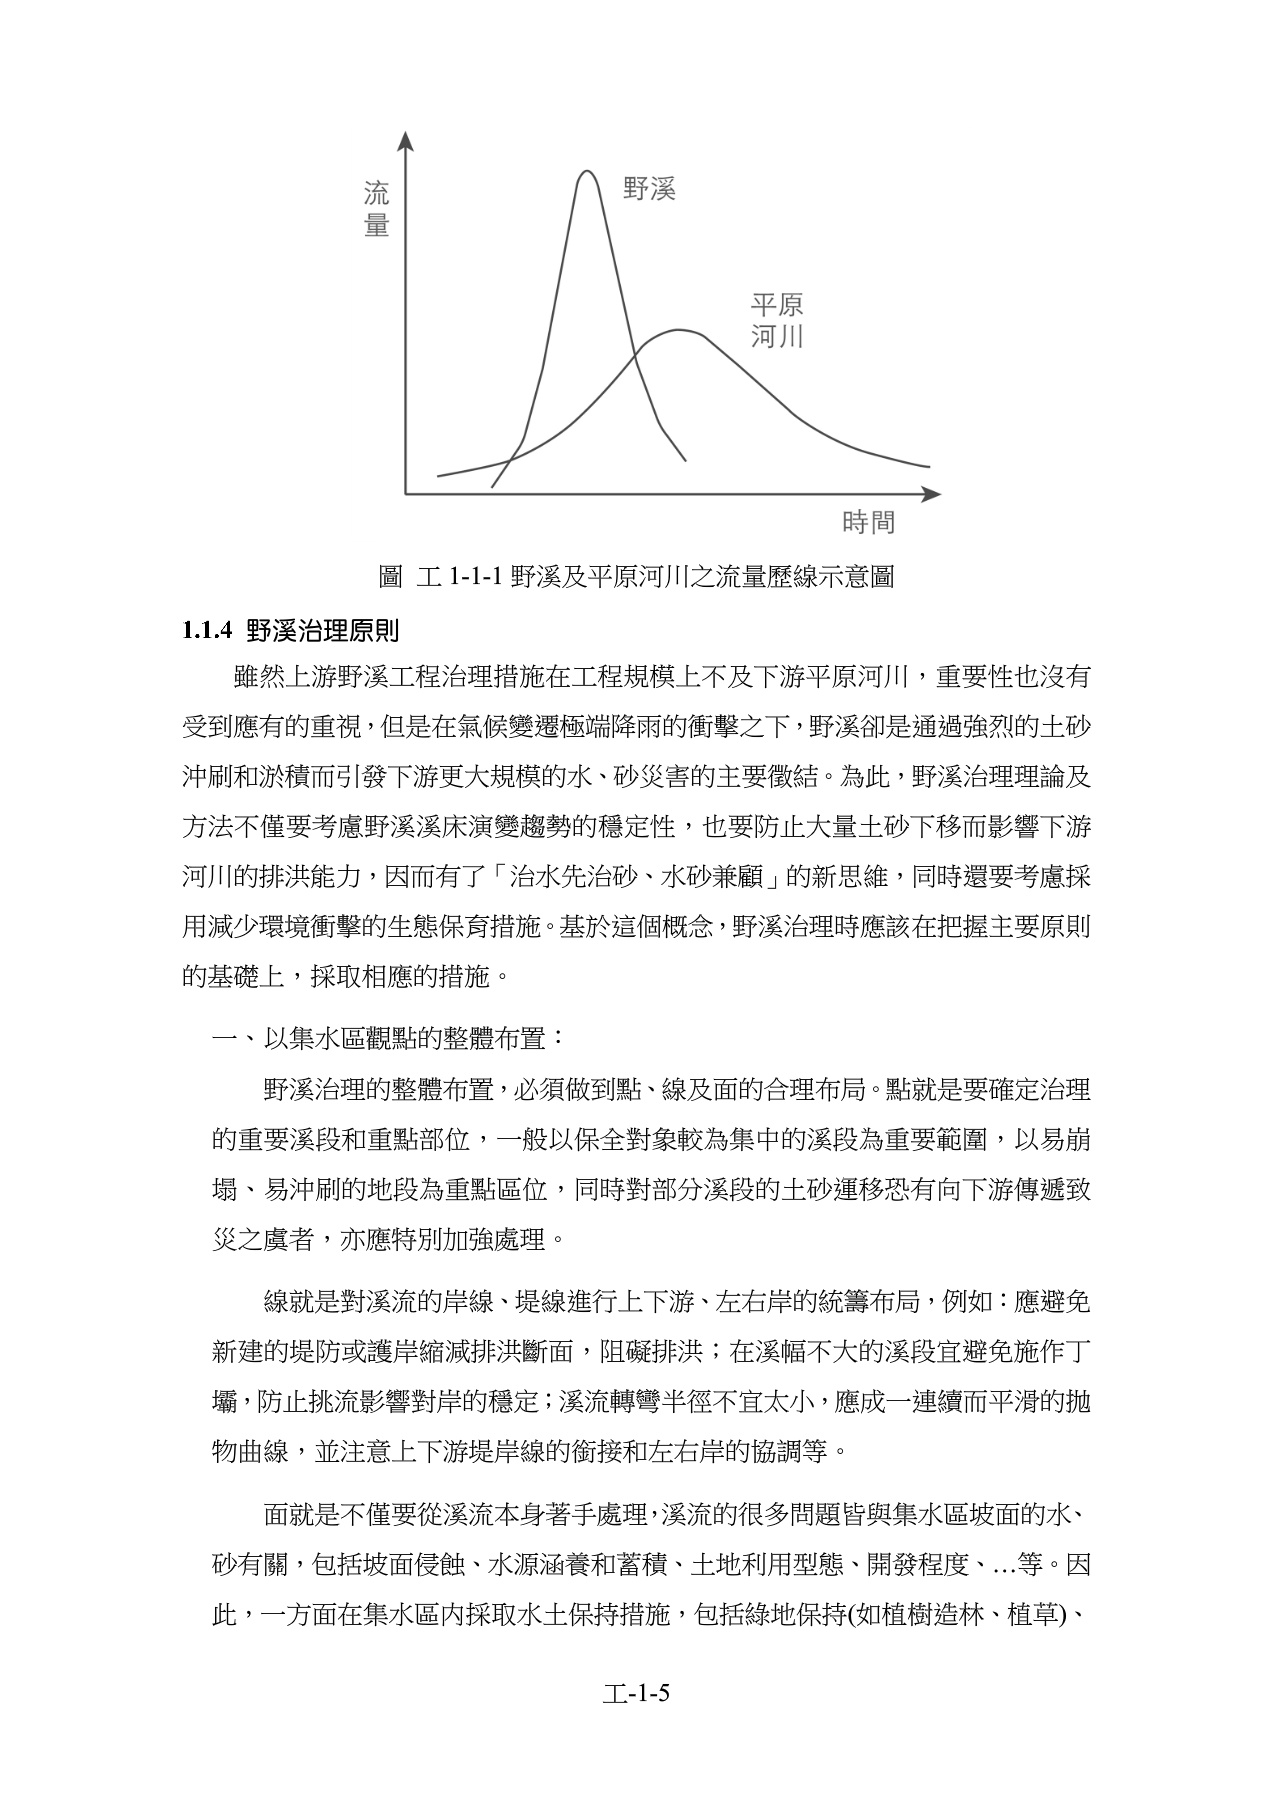 流
量
野溪
平原
河川
時間
圖 工 1-1-1 野溪及平原河川之流量歷線示意圖
1.1.4 野溪治理原則
雖然上游野溪工程治理措施在工程規模上不及下游平原河川，重要性也沒有
受到應有的重視，但是在氣候變遷極端降雨的衝擊之下，野溪卻是通過強烈的土砂
沖刷和淤積而引發下游更大規模的水、砂災害的主要徵結。為此，野溪治理理論及
方法不僅要考慮野溪溪床演變趨勢的穩定性，也要防止大量土砂下移而影響下游
河川的排洪能力，因而有了「治水先治砂、水砂兼顧」的新思維，同時還要考慮採
用減少環境衝擊的生態保育措施。基於這個概念，野溪治理時應該在把握主要原則
的基礎上，採取相應的措施。
一、以集水區觀點的整體布置：
野溪治理的整體布置，必須做到點、線及面的合理布局。點就是要確定治理
的重要溪段和重點部位，一般以保全對象較為集中的溪段為重要範圍，以易崩
塌、易沖刷的地段為重點區位，同時對部分溪段的土砂運移恐有向下游傳遞致
災之虞者，亦應特別加強處理。
線就是對溪流的岸線、堤線進行上下游、左右岸的統籌布局，例如：應避免
新建的堤防或護岸縮減排洪斷面，阻礙排洪；在溪幅不大的溪段宜避免施作丁
壩，防止挑流影響對岸的穩定；溪流轉彎半徑不宜太小，應成一連續而平滑的拋
物曲線，並注意上下游堤岸線的銜接和左右岸的協調等。
面就是不僅要從溪流本身著手處理，溪流的很多問題皆與集水區坡面的水、
砂有關，包括坡面侵蝕、水源涵養和蓄積、土地利用型態、開發程度、…等。因
此，一方面在集水區內採取水土保持措施，包括綠地保持(如植樹造林、植草)、
工-1-5